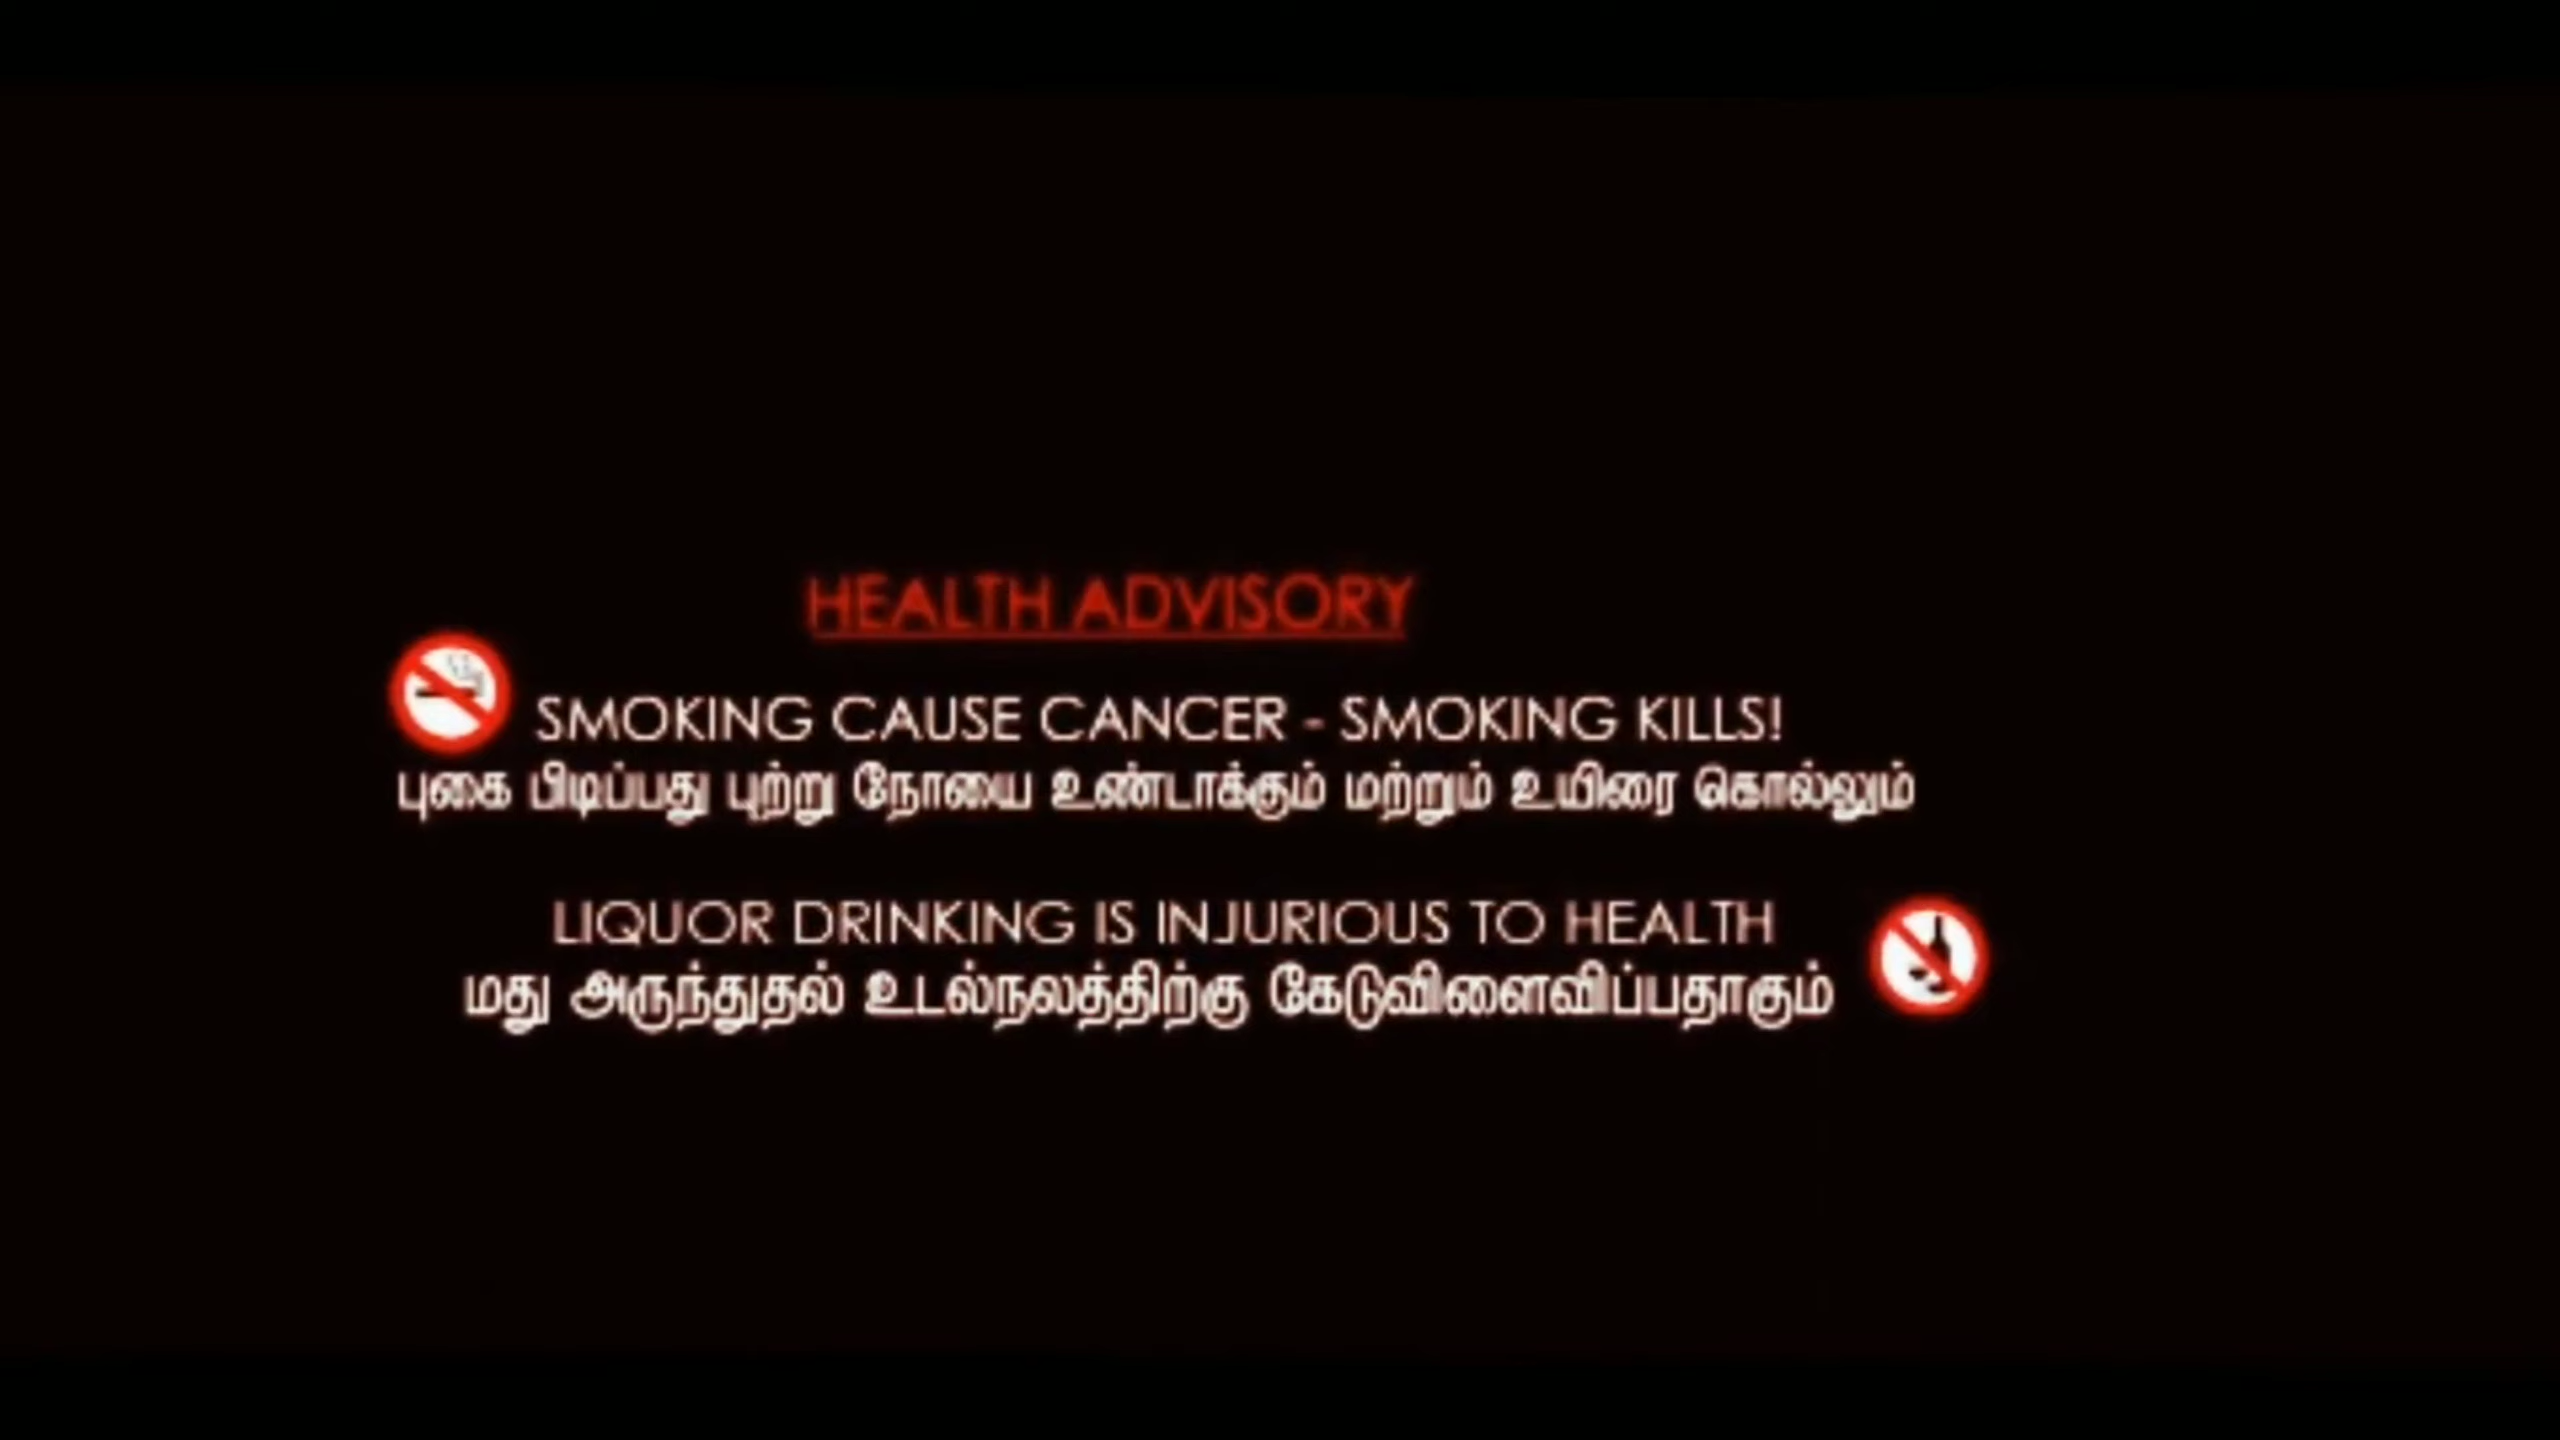 HEALTH ADVISORY
SMOKING CAUSE CANCER - SMOKING KILLS!
புகை பிடிப்பது புற்று நோயை உண்டாக்கும் மற்றும் உயிரை கொல்லும்
LIQUOR DRINKING IS INJURIOUS TO HEALTH
மது அருந்துதல் உடல்நலத்திற்கு கேடுவிளைவிப்பதாகும்